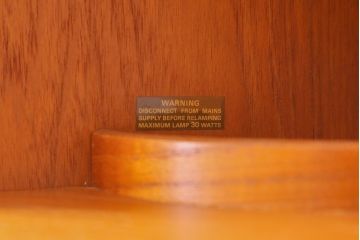 WARNING
DISCONNECT FROM MAINS
SUPPLY BEFORE RELAMPING
MAXIMUM LAMP 30 WATTS